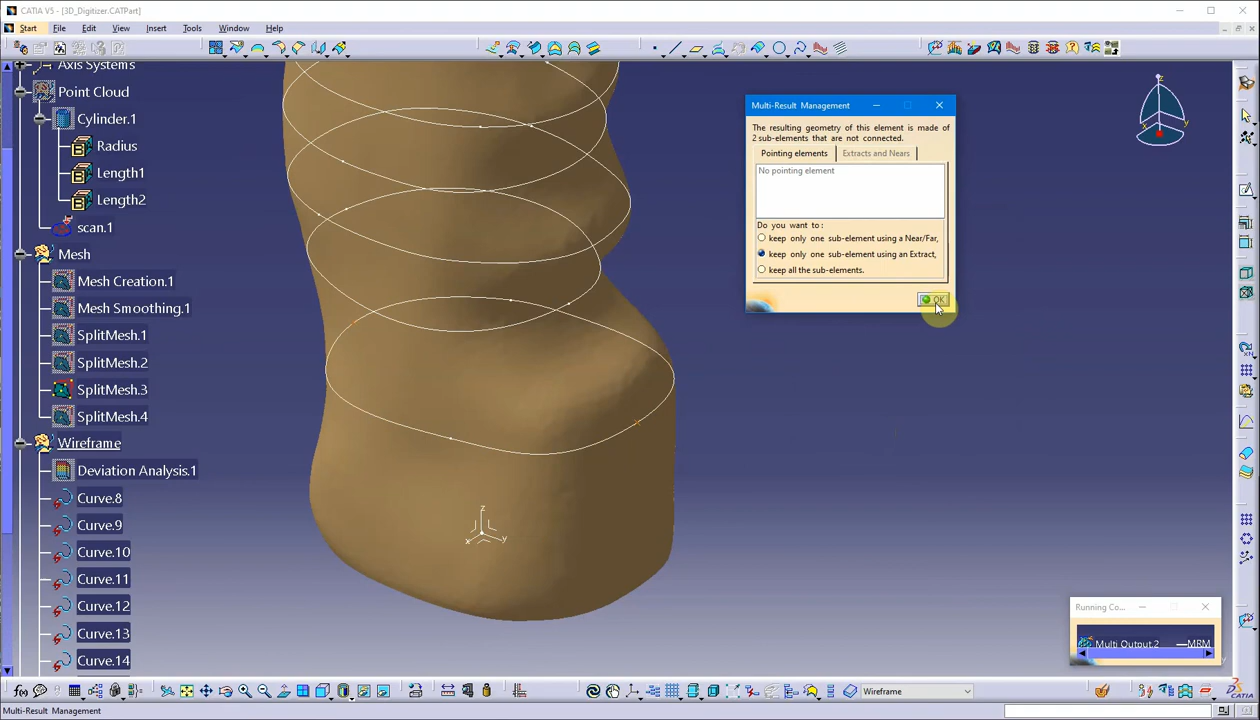 CATIA V5 - [3D_Digitizer.CATPart]
Start File Edit View Insert Tools Window Help
Axis Systems
Point Cloud
Cylinder.1
Radius
Length1
Length2
scan.1
Mesh
Mesh Creation.1
Mesh Smoothing.1
SplitMesh.1
SplitMesh.2
SplitMesh.3
SplitMesh.4
Wireframe
Deviation Analysis.1
Curve.8
Curve.9
Curve.10
Curve.11
Curve.12
Curve.13
Curve.14
z
x
y
z
x
y
Multi-Result Management
The resulting geometry of this element is made of
2 sub-elements that are not connected.
Pointing elements Extracts and Nears
No pointing element
Do you want to :
keep only one sub-element using a Near/Far,
keep only one sub-element using an Extract,
keep all the sub-elements.
OK
Running Co...
Multi Output.2 —MRM
f(x)
Wireframe
CATIA
Multi-Result Management